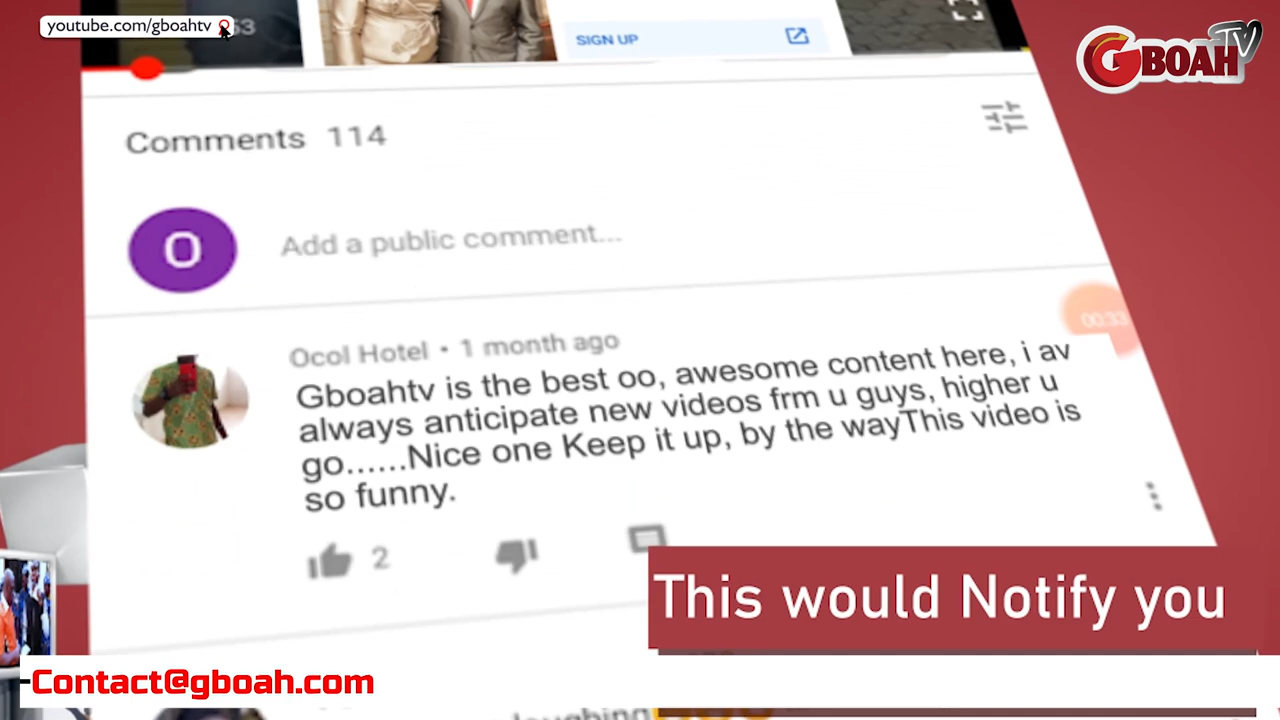 youtube.com/gboahtv
GBOAH TV
SIGN UP
Comments 114
O
Add a public comment...
00:33
Ocol Hotel • 1 month ago
Gboahtv is the best oo, awesome content here, i av
always anticipate new videos frm u guys, higher u
go......Nice one Keep it up, by the wayThis video is
so funny.
2
This would Notify you
-Contact@gboah.com